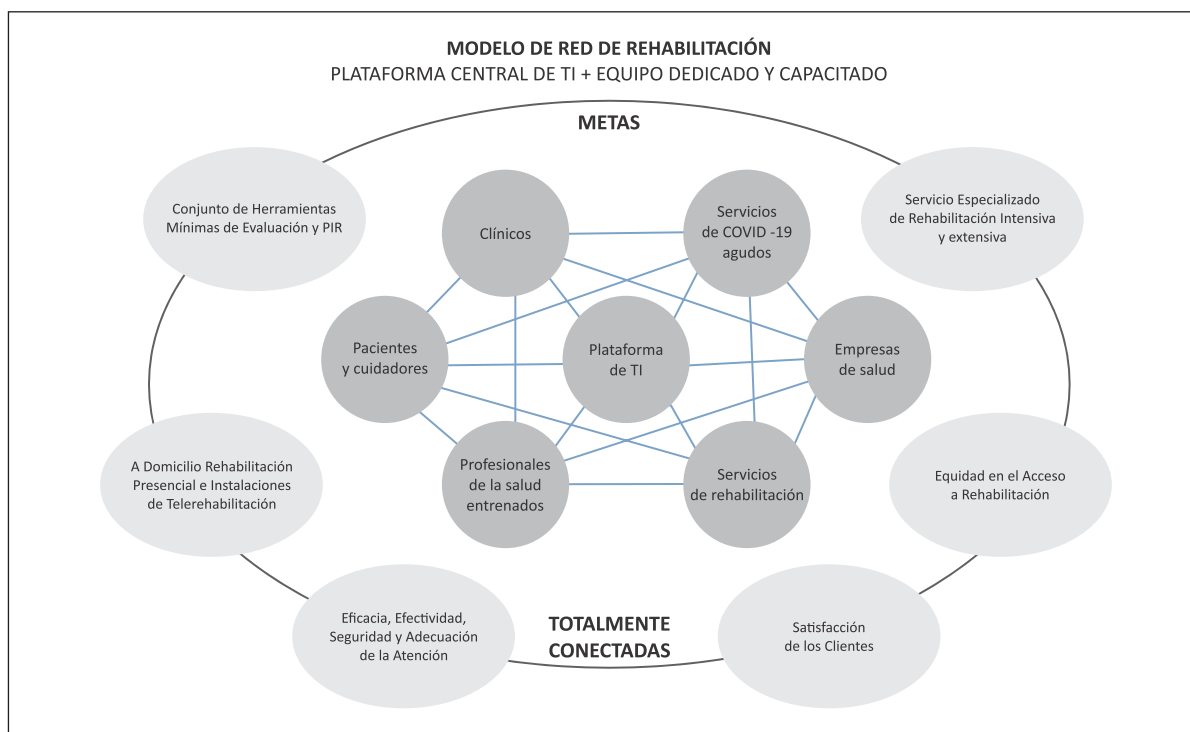 MODELO DE RED DE REHABILITACIÓN
PLATAFORMA CENTRAL DE TI + EQUIPO DEDICADO Y CAPACITADO
METAS
Conjunto de Herramientas
Mínimas de Evaluación y PIR
Servicio Especializado
de Rehabilitación Intensiva
y extensiva
Clínicos
Servicios
de COVID -19
agudos
Pacientes
y cuidadores
Plataforma
de TI
Empresas
de salud
A Domicilio Rehabilitación
Presencial e Instalaciones
de Telerehabilitación
Profesionales
de la salud
entrenados
Servicios
de rehabilitación
Equidad en el Acceso
a Rehabilitación
Eficacia, Efectividad,
Seguridad y Adecuación
de la Atención
TOTALMENTE
CONECTADAS
Satisfacción
de los Clientes